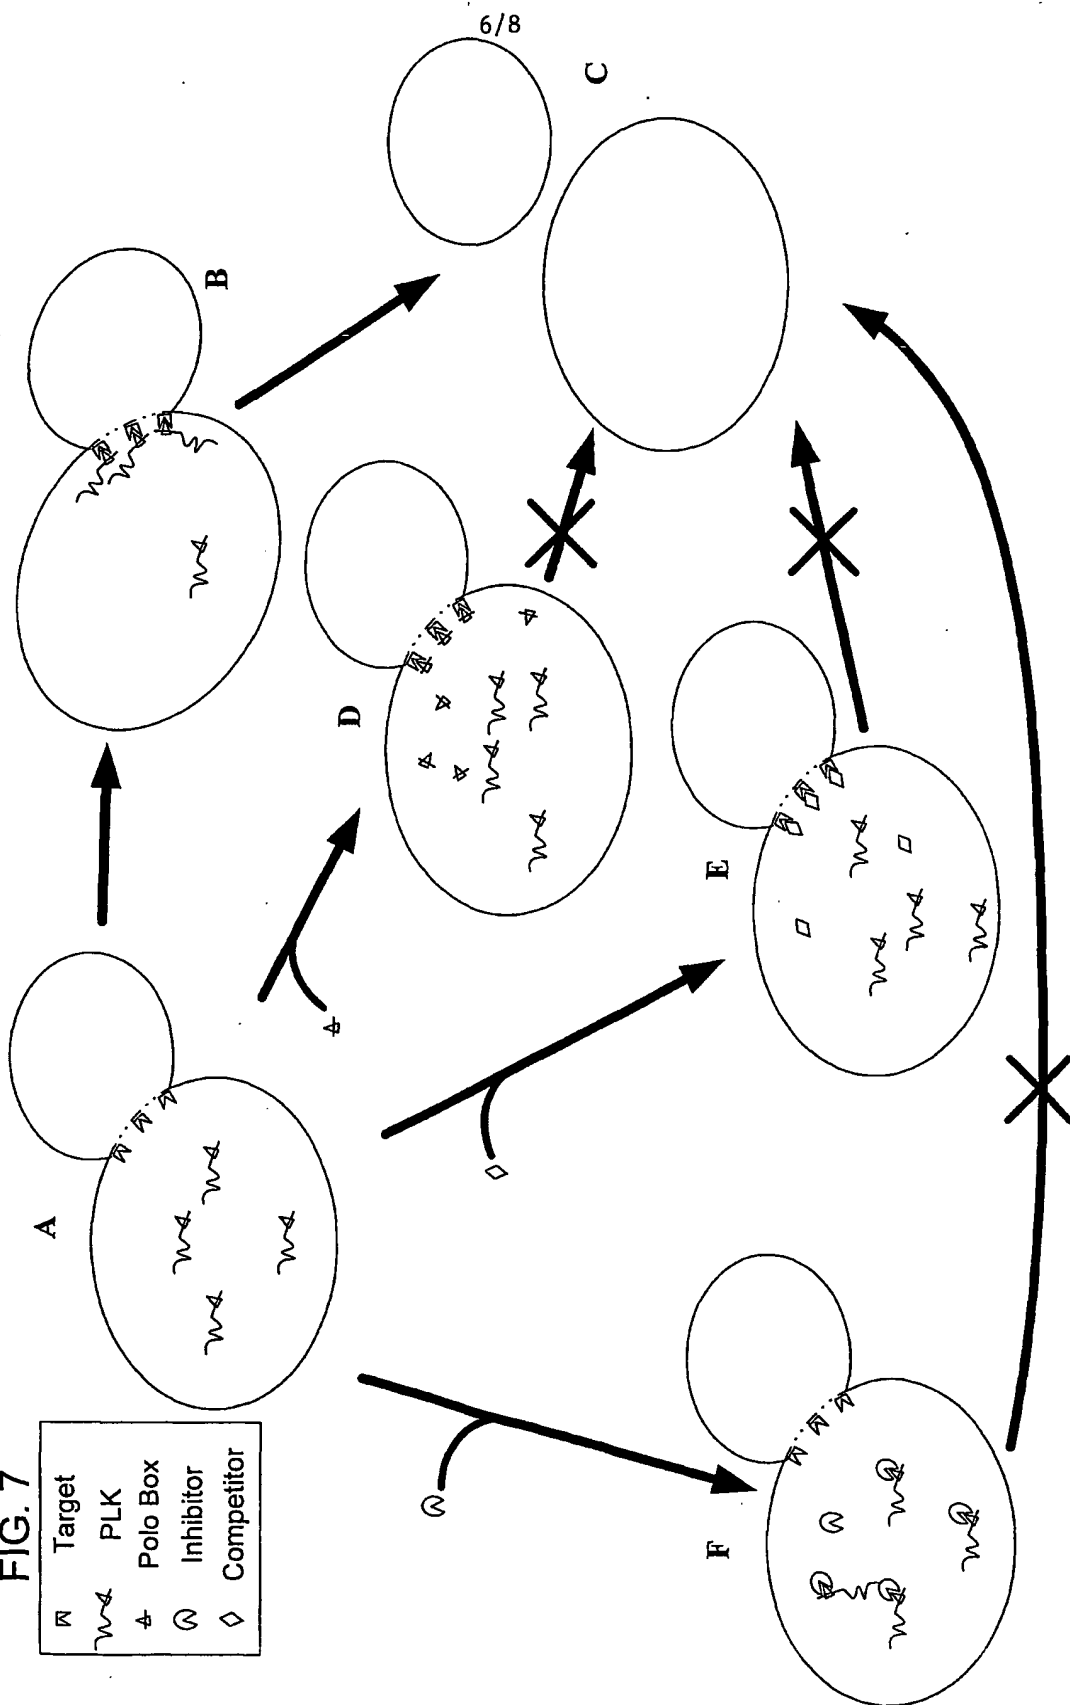 6/8
FIG. 7
Target
PLK
Polo Box
Inhibitor
Competitor
A
B
C
D
E
F